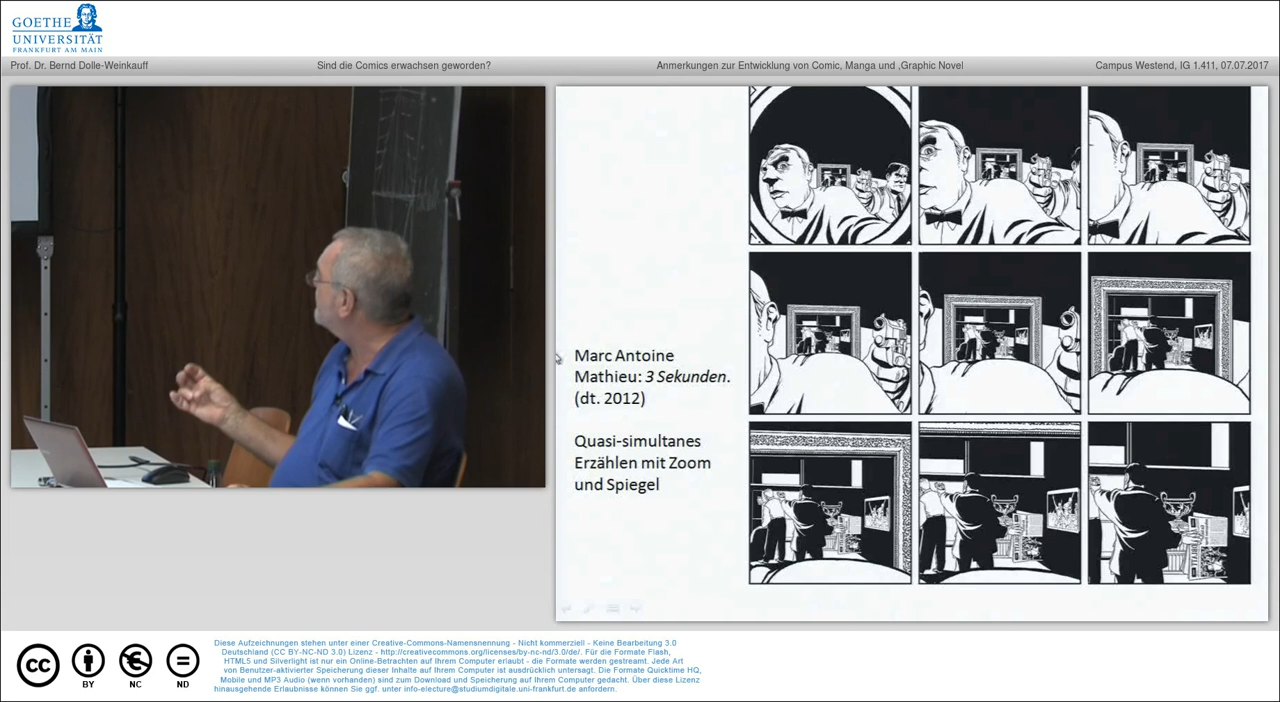 GOETHE
UNIVERSITÄT
FRANKFURT AM MAIN
Prof. Dr. Bernd Dolle-Weinkauff
Sind die Comics erwachsen geworden?
Anmerkungen zur Entwicklung von Comic, Manga und ‚Graphic Novel
Campus Westend, IG 1.411, 07.07.2017
Marc Antoine
Mathieu: 3 Sekunden.
(dt. 2012)
Quasi-simultanes
Erzählen mit Zoom
und Spiegel
cc
BY
NC
ND
Diese Aufzeichnungen stehen unter einer Creative-Commons-Namensnennung - Nicht kommerziell - Keine Bearbeitung 3.0
Deutschland (CC BY-NC-ND 3.0) Lizenz - http://creativecommons.org/licenses/by-nc-nd/3.0/de/. Für die Formate Flash,
HTML5 und Silverlight ist nur ein Online-Betrachten auf Ihrem Computer erlaubt - die Formate werden gestreamt. Jede Art
von Benutzer-aktivierter Speicherung dieser Inhalte auf Ihrem Computer ist ausdrücklich untersagt. Die Formate Quicktime HQ,
Mobile und MP3 Audio (wenn vorhanden) sind zum Download und Speicherung auf Ihrem Computer gedacht. Über diese Lizenz
hinausgehende Erlaubnisse können Sie ggf. unter info-electure@studiumdigitale.uni-frankfurt.de anfordern.